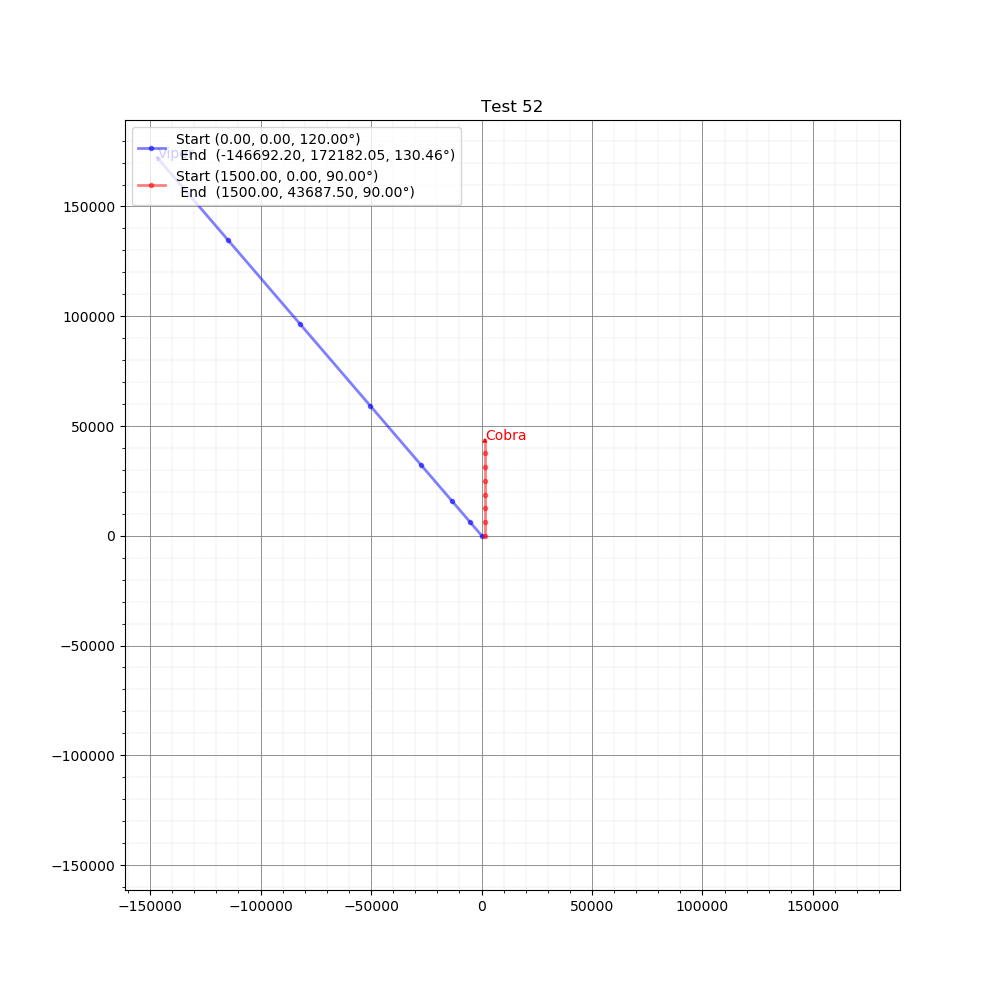 Test 52
Start (0.00, 0.00, 120.00°)
End (-146692.20, 172182.05, 130.46°)
Viper
Start (1500.00, 0.00, 90.00°)
End (1500.00, 43687.50, 90.00°)
150000
100000
50000
Cobra
0
−50000
−100000
−150000
−150000 −100000 −50000 0 50000 100000 150000